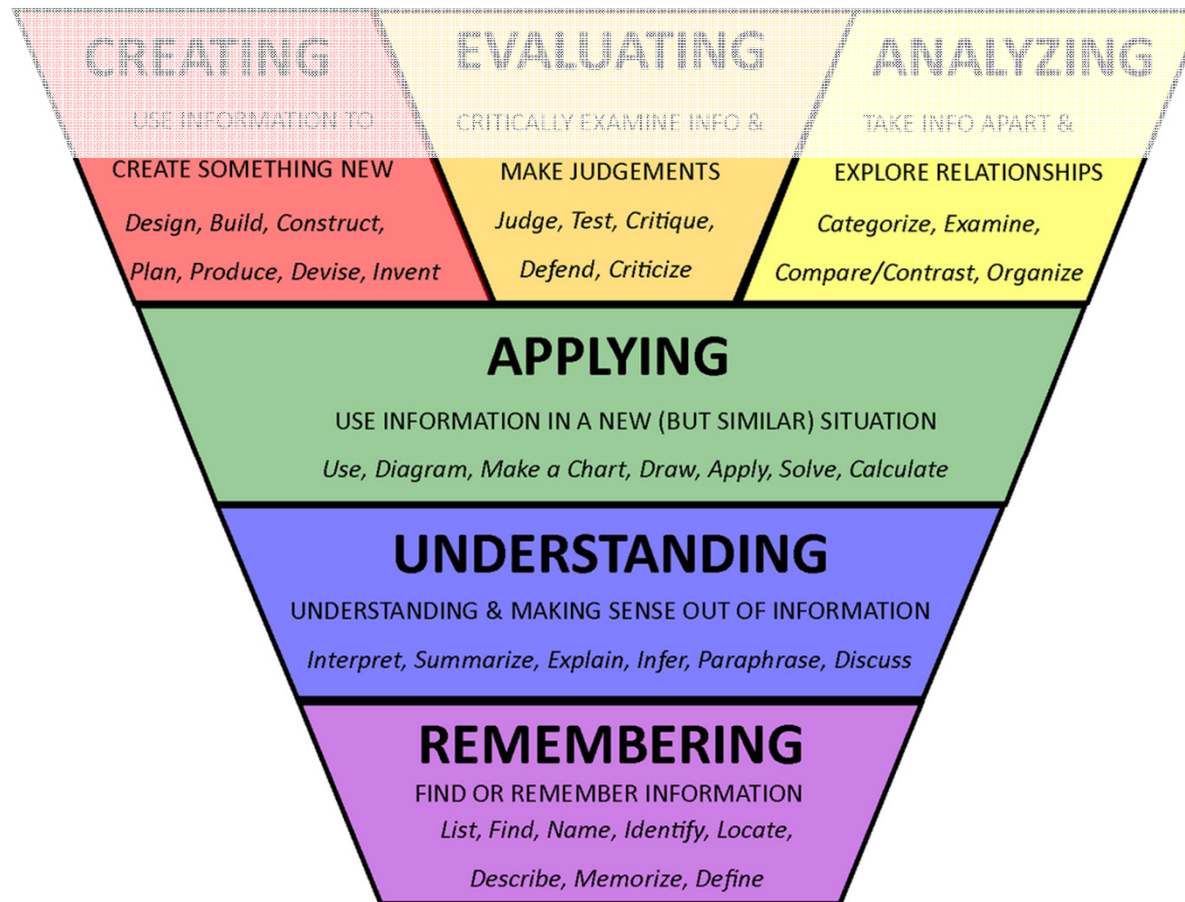 CREATING
USE INFORMATION TO
CREATE SOMETHING NEW
Design, Build, Construct,
Plan, Produce, Devise, Invent
EVALUATING
CRITICALLY EXAMINE INFO &
MAKE JUDGEMENTS
Judge, Test, Critique,
Defend, Criticize
ANALYZING
TAKE INFO APART &
EXPLORE RELATIONSHIPS
Categorize, Examine,
Compare/Contrast, Organize
APPLYING
USE INFORMATION IN A NEW (BUT SIMILAR) SITUATION
Use, Diagram, Make a Chart, Draw, Apply, Solve, Calculate
UNDERSTANDING
UNDERSTANDING & MAKING SENSE OUT OF INFORMATION
Interpret, Summarize, Explain, Infer, Paraphrase, Discuss
REMEMBERING
FIND OR REMEMBER INFORMATION
List, Find, Name, Identify, Locate,
Describe, Memorize, Define